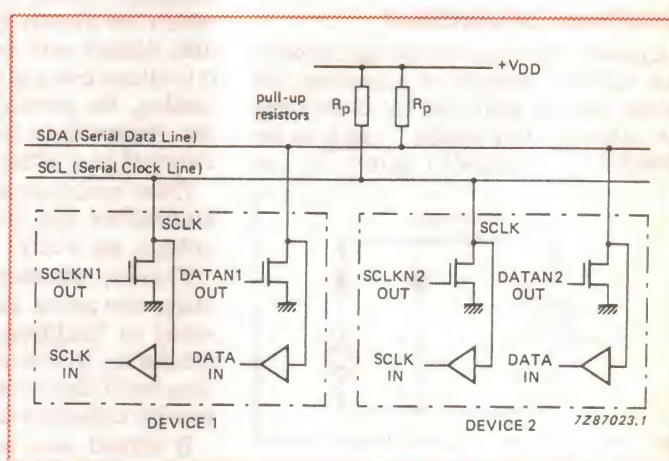 +VDD
pull-up
resistors
Rp
Rp
SDA (Serial Data Line)
SCL (Serial Clock Line)
SCLK
SCLK
SCLKN1
OUT
DATAN1
OUT
SCLKN2
OUT
DATAN2
OUT
SCLK
IN
DATA
IN
SCLK
IN
DATA
IN
DEVICE 1
DEVICE 2
7Z87023.1